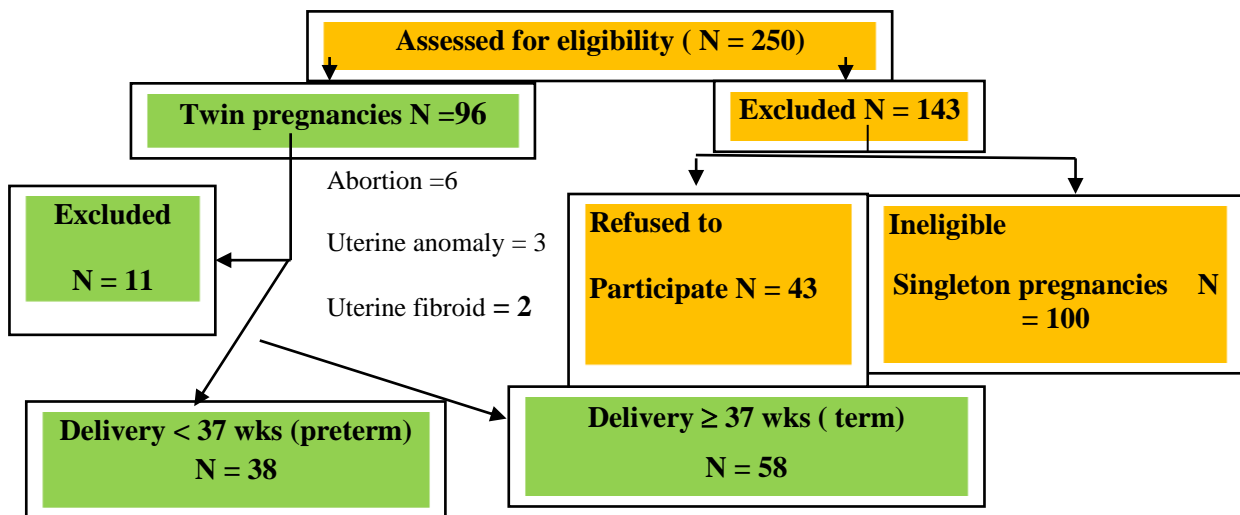 Assessed for eligibility ( N = 250)
Twin pregnancies N =96
Excluded N = 143
Abortion =6
Uterine anomaly = 3
Uterine fibroid = 2
Excluded
N = 11
Refused to
Participate N = 43
Ineligible
Singleton pregnancies N
= 100
Delivery < 37 wks (preterm)
N = 38
Delivery ≥ 37 wks ( term)
N = 58